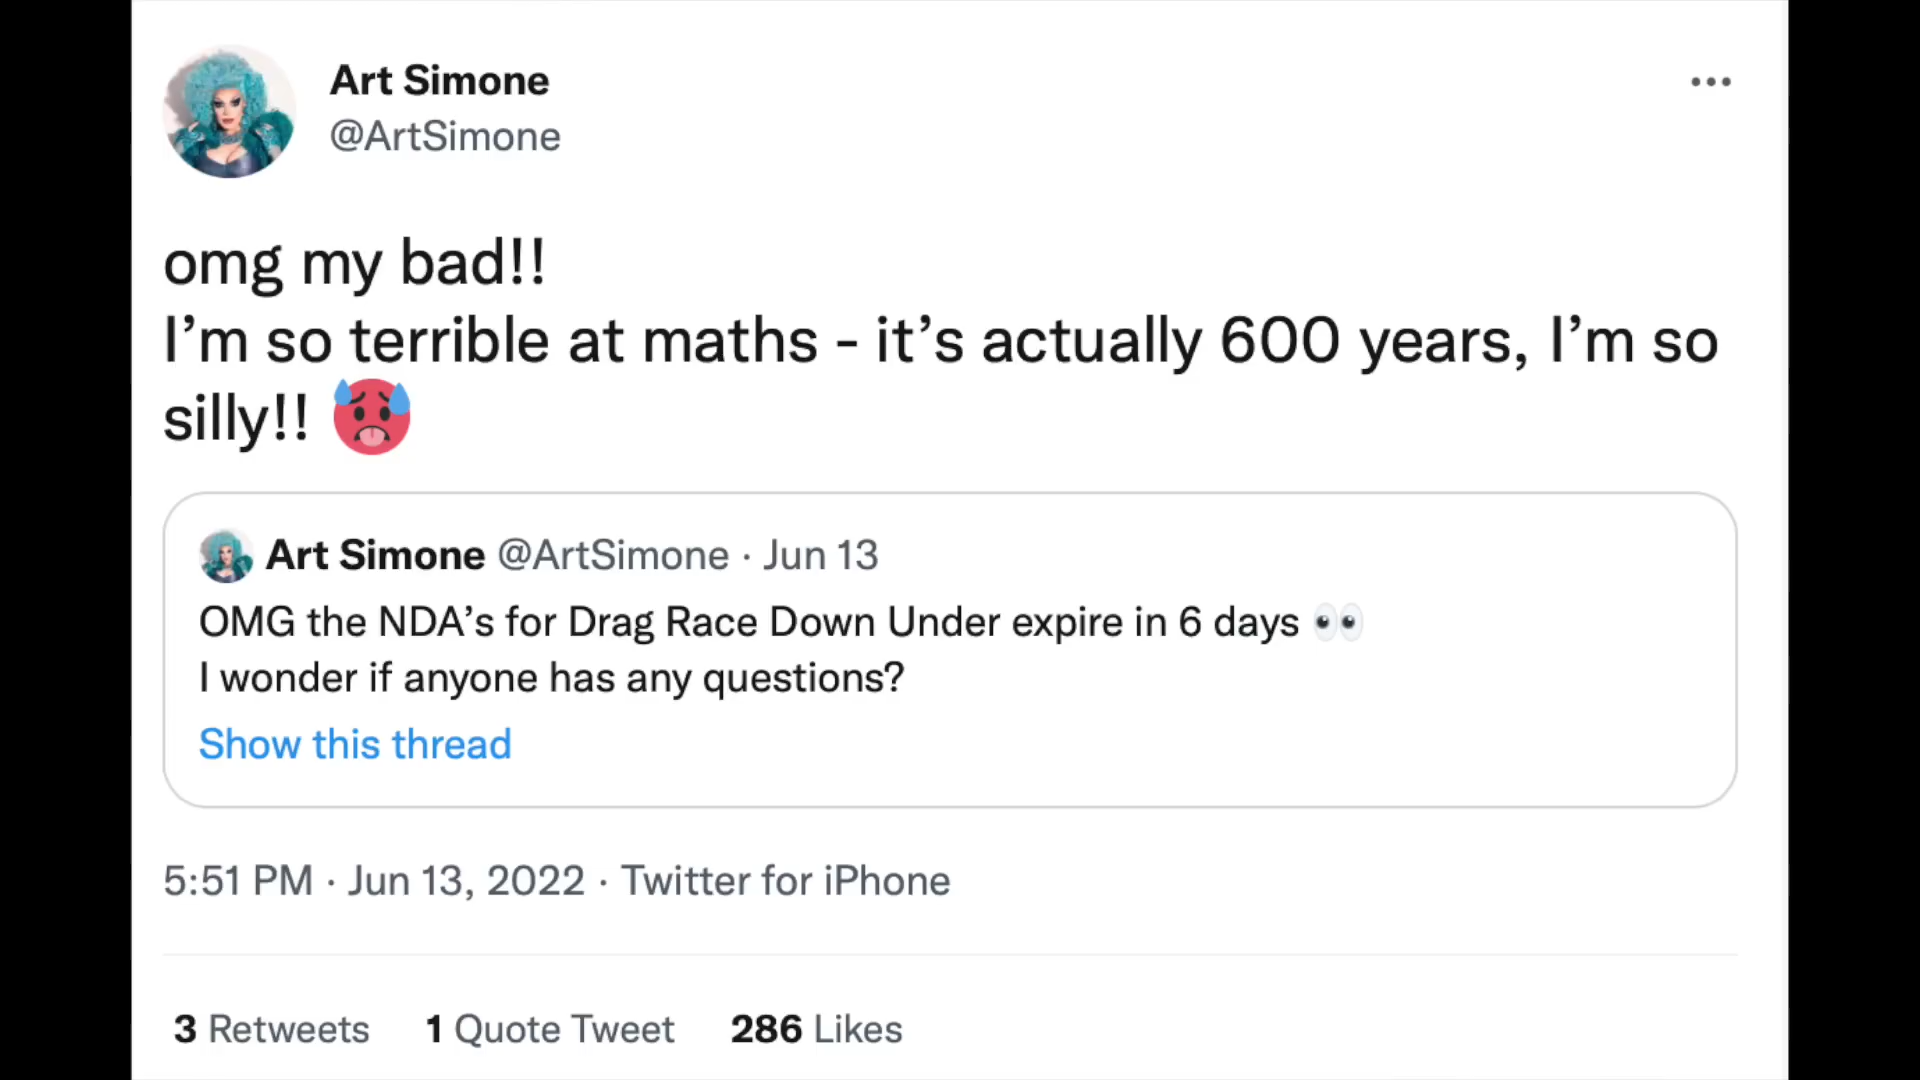 Art Simone
@ArtSimone
omg my bad!!
I’m so terrible at maths - it’s actually 600 years, I’m so
silly!! 🥵
Art Simone @ArtSimone · Jun 13
OMG the NDA’s for Drag Race Down Under expire in 6 days 👀
I wonder if anyone has any questions?
Show this thread
5:51 PM · Jun 13, 2022 · Twitter for iPhone
3 Retweets 1 Quote Tweet 286 Likes